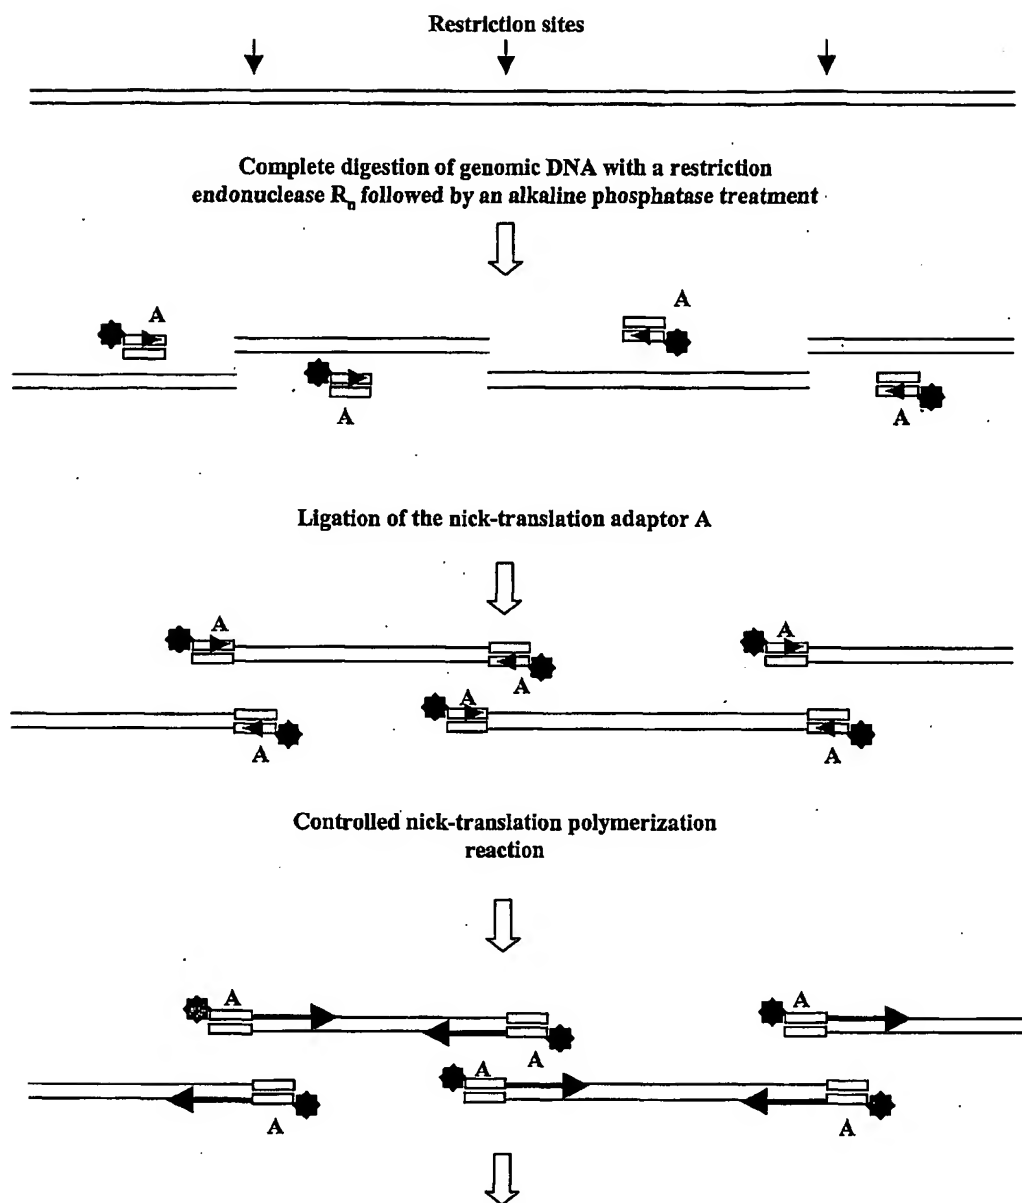 Restriction sites
Complete digestion of genomic DNA with a restriction
endonuclease Rn followed by an alkaline phosphatase treatment
A
A
A
A
Ligation of the nick-translation adaptor A
A
A
A
A
A
A
Controlled nick-translation polymerization
reaction
A
A
A
A
A
A